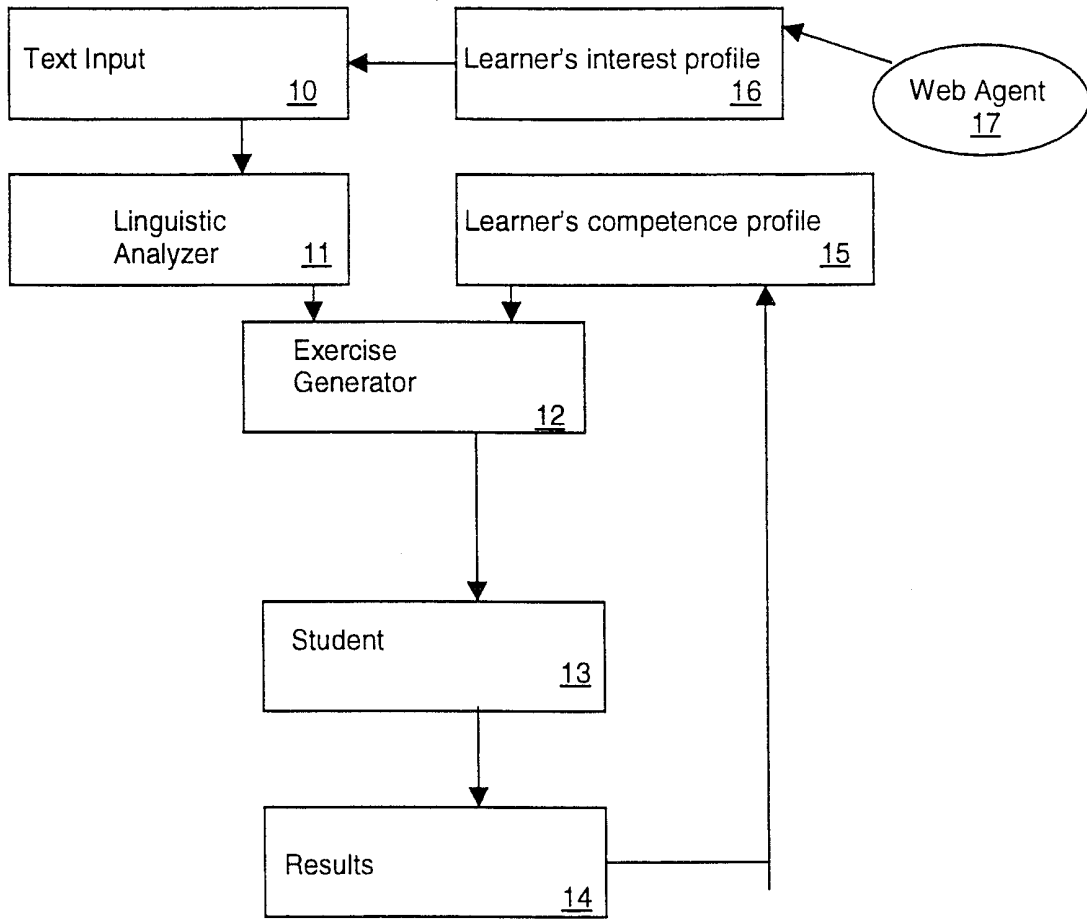 Text Input
10
Learner's interest profile
16
Web Agent
17
Linguistic
Analyzer
11
Learner's competence profile
15
Exercise
Generator
12
Student
13
Results
14